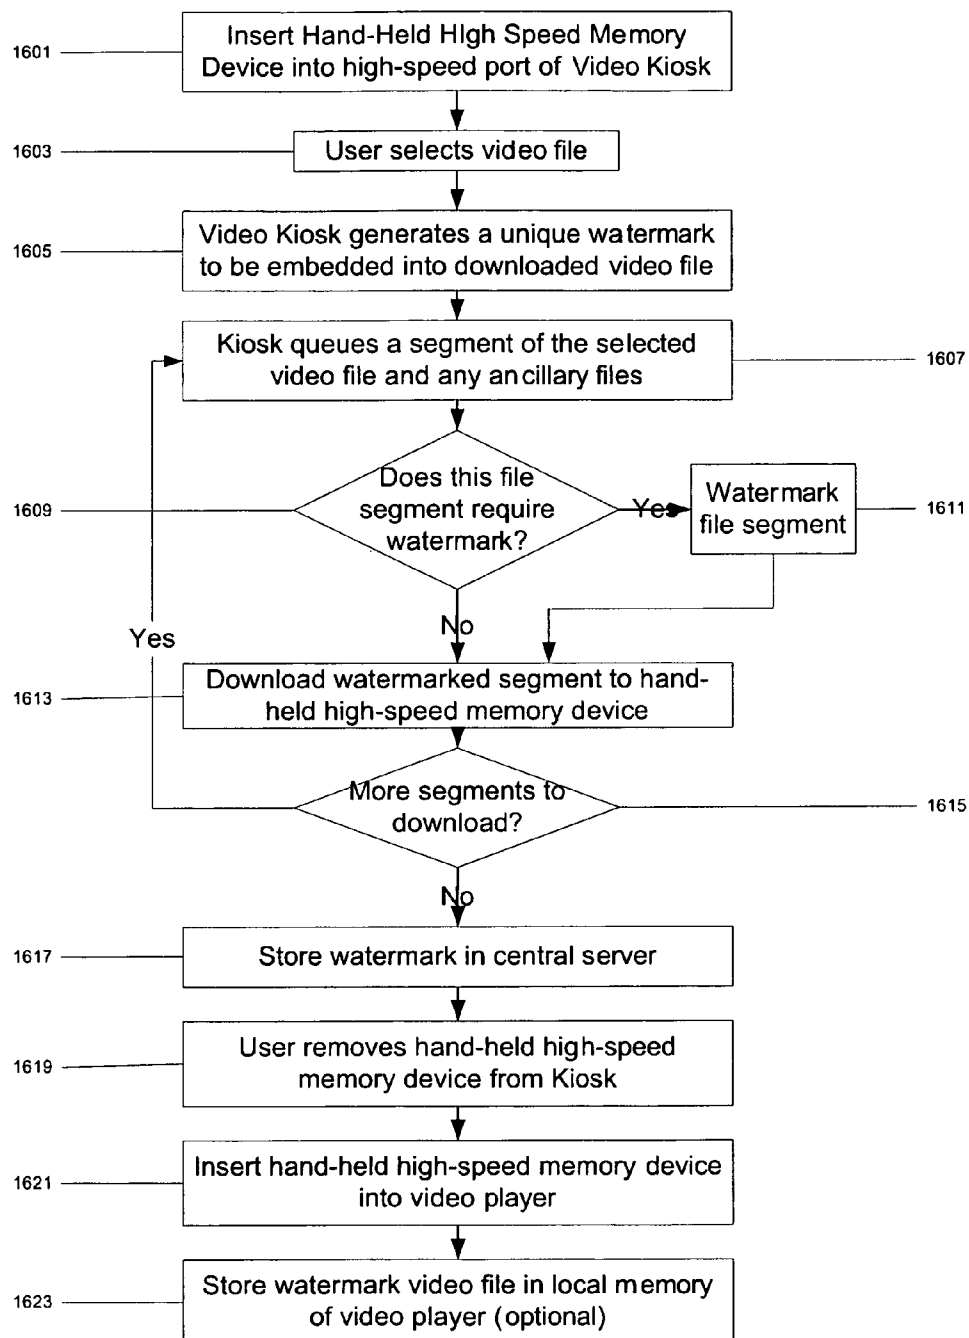 1601
Insert Hand-Held HIgh Speed Memory
Device into high-speed port of Video Kiosk
1603
User selects video file
1605
Video Kiosk generates a unique watermark
to be embedded into downloaded video file
Kiosk queues a segment of the selected
video file and any ancillary files
1607
1609
Does this file
segment require
watermark?
Yes
Watermark
file segment
1611
No
Yes
1613
Download watermarked segment to hand-
held high-speed memory device
More segments to
download?
1615
No
1617
Store watermark in central server
1619
User removes hand-held high-speed
memory device from Kiosk
1621
Insert hand-held high-speed memory device
into video player
1623
Store watermark video file in local memory
of video player (optional)